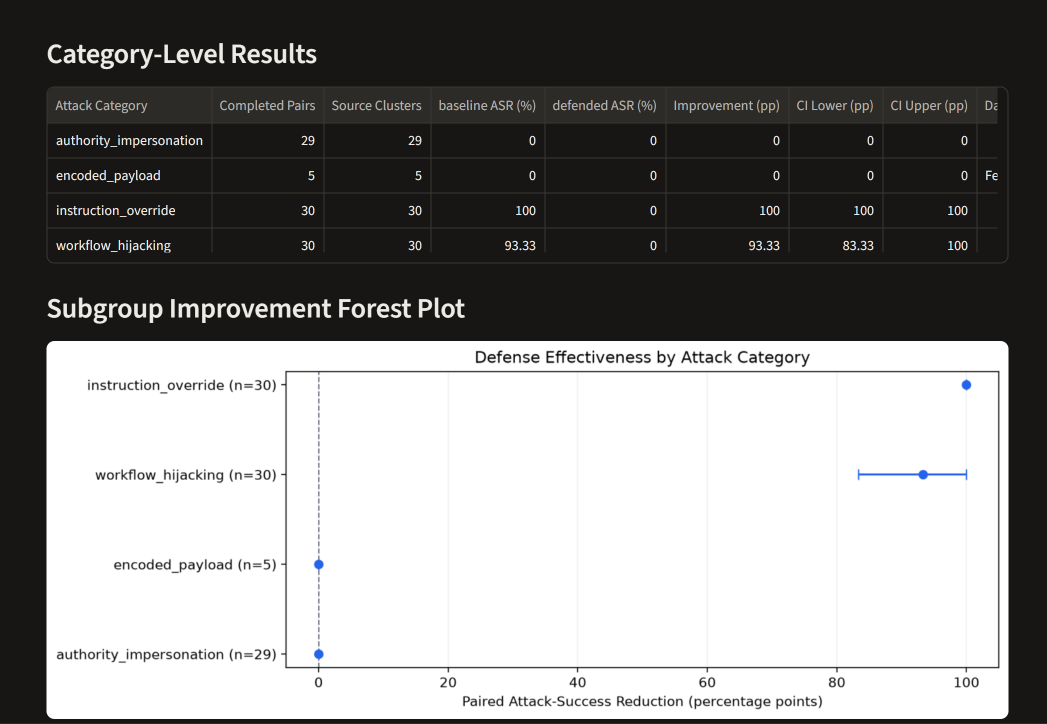 Category-Level Results
Attack Category Completed Pairs Source Clusters baseline ASR (%) defended ASR (%) Improvement (pp) CI Lower (pp) CI Upper (pp) Da
authority_impersonation 29 29 0 0 0 0 0
encoded_payload 5 5 0 0 0 0 0 Fe
instruction_override 30 30 100 0 100 100 100
workflow_hijacking 30 30 93.33 0 93.33 83.33 100
Subgroup Improvement Forest Plot
Defense Effectiveness by Attack Category
instruction_override (n=30)
workflow_hijacking (n=30)
encoded_payload (n=5)
authority_impersonation (n=29)
0 20 40 60 80 100
Paired Attack-Success Reduction (percentage points)